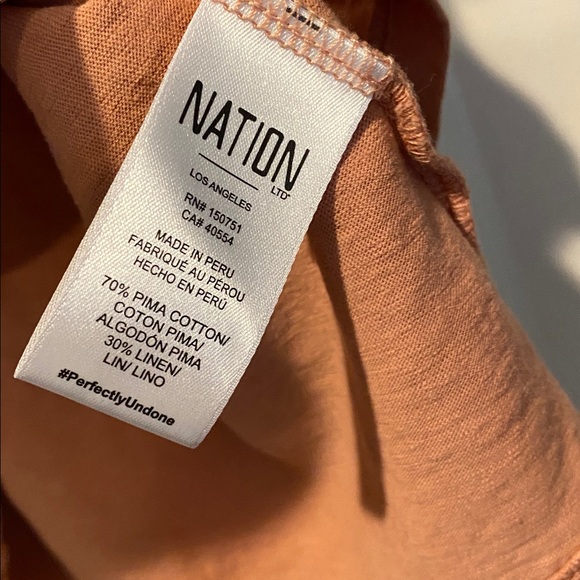 NATION
LTD
LOS ANGELES
RN# 150751
CA# 40554
MADE IN PERU
FABRIQUÉ AU PÉROU
HECHO EN PERÚ
70% PIMA COTTON/
COTON PIMA/
ALGODÓN PIMA
30% LINEN/
LIN/ LINO
#PerfectlyUndone